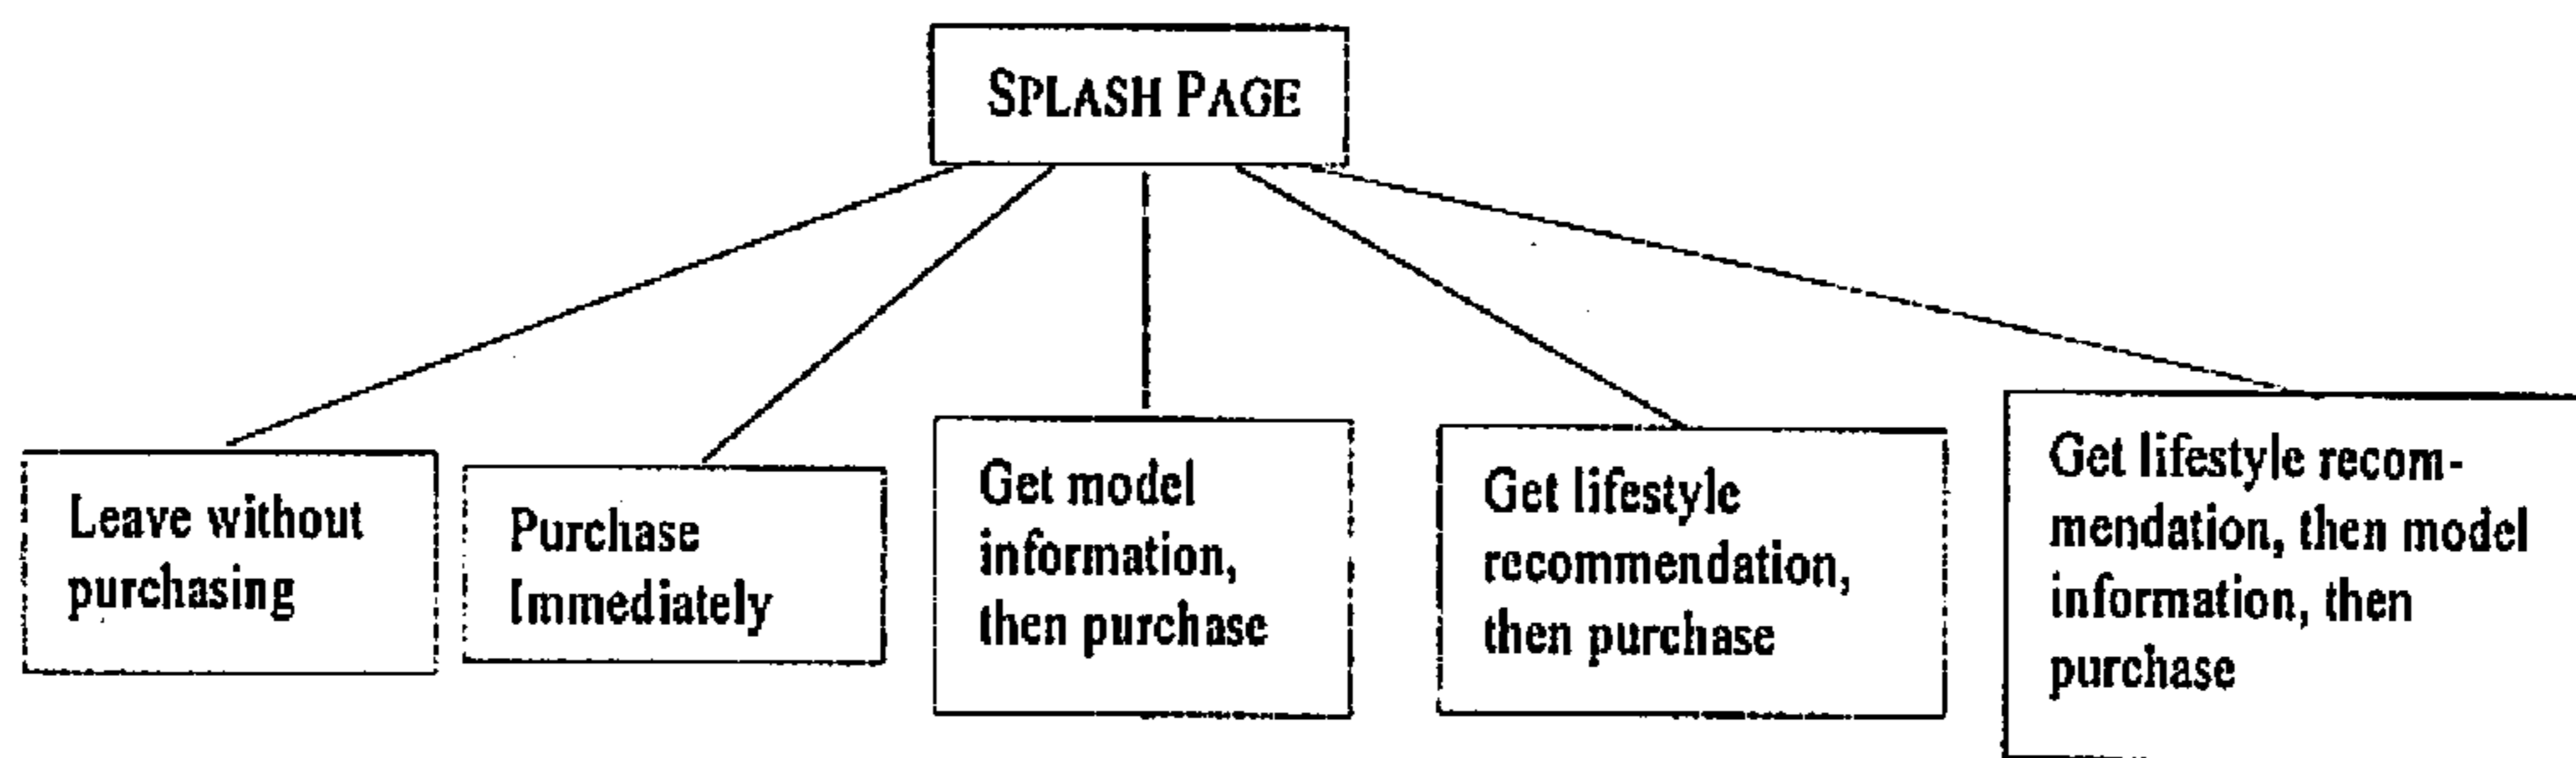 SPLASH PAGE
Leave without
purchasing
Purchase
Immediately
Get model
information,
then purchase
Get lifestyle
recommendation,
then purchase
Get lifestyle recom-
mendation, then model
information, then
purchase